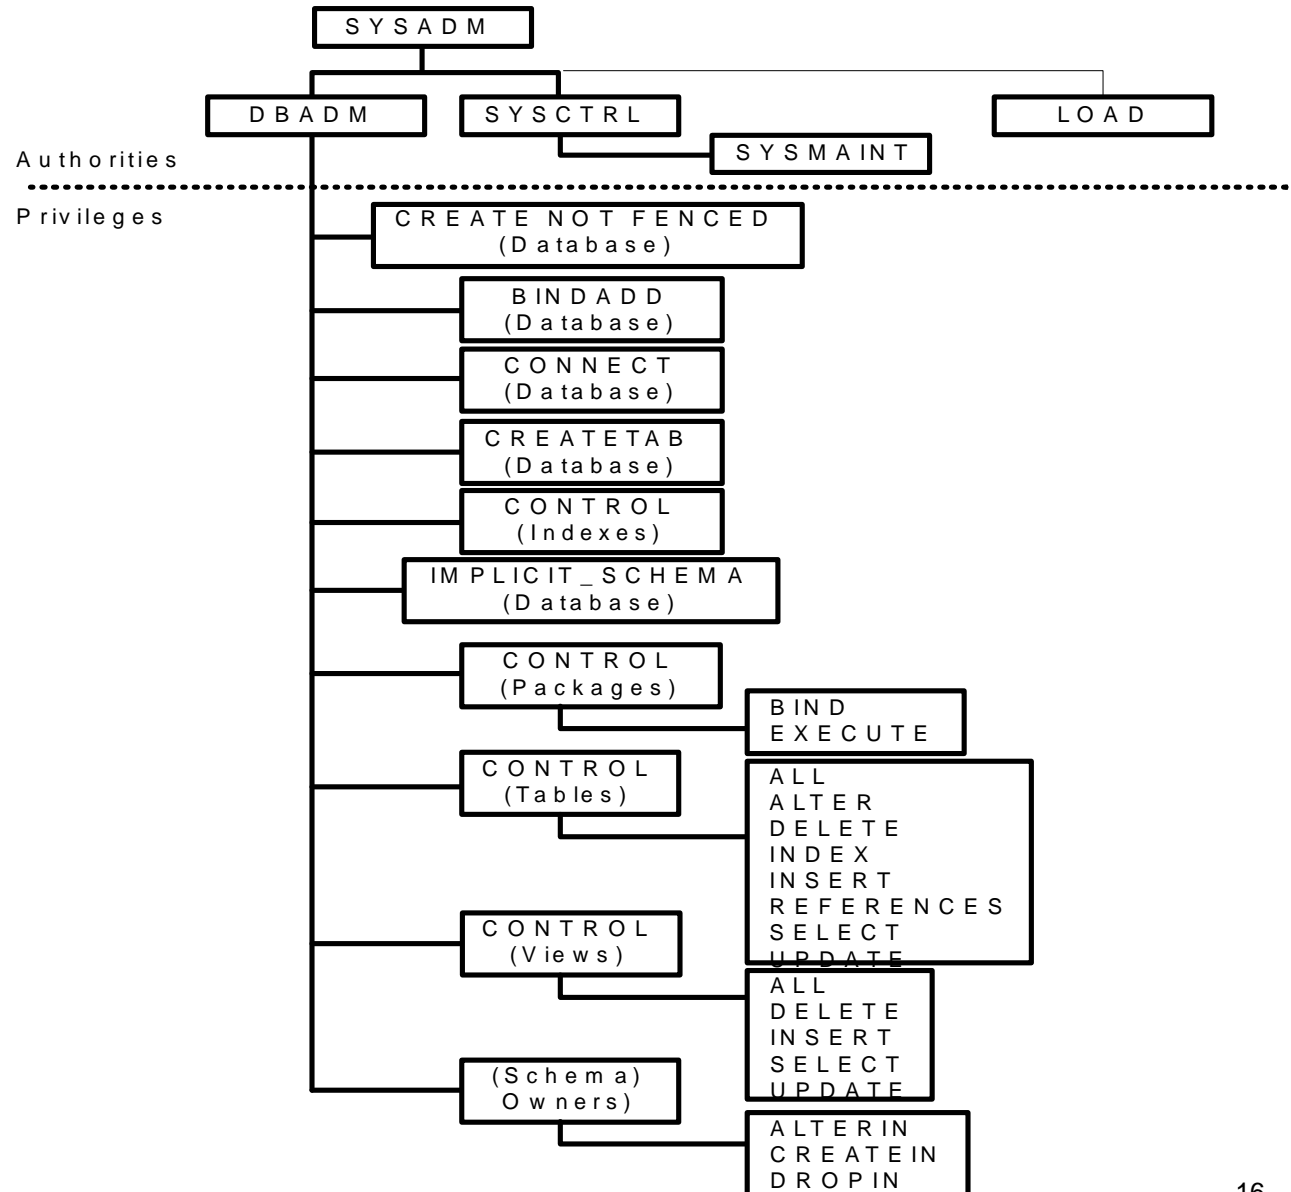 SYSADM
DBADM
SYSCTRL
LOAD
SYSMAINT
Authorities
Privileges
CREATE NOT FENCED
(Database)
BINDADD
(Database)
CONNECT
(Database)
CREATETAB
(Database)
CONTROL
(Indexes)
IMPLICIT_SCHEMA
(Database)
CONTROL
(Packages)
BIND
EXECUTE
CONTROL
(Tables)
ALL
ALTER
DELETE
INDEX
INSERT
REFERENCES
SELECT
UPDATE
CONTROL
(Views)
ALL
DELETE
INSERT
SELECT
UPDATE
(Schema)
Owners)
ALTERIN
CREATEIN
DROPIN
16